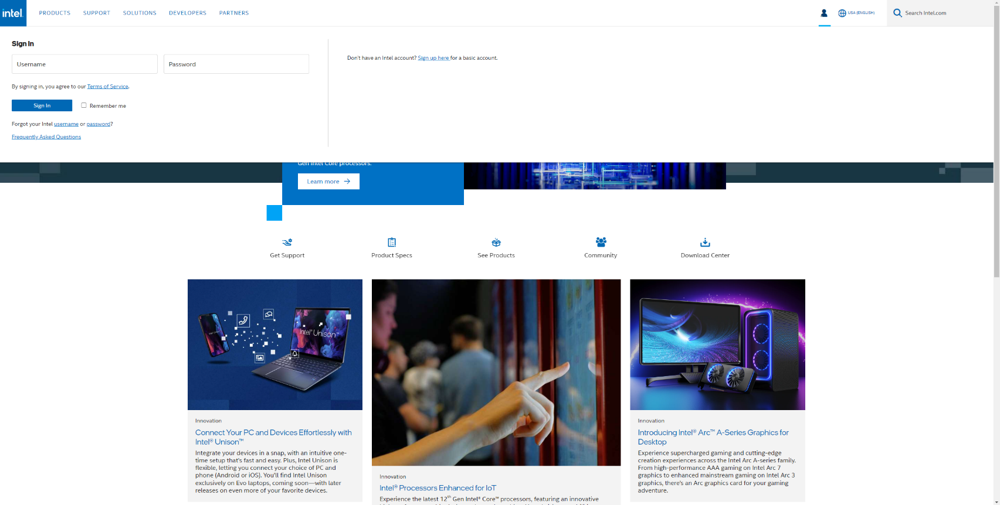 intel.
PRODUCTS
SUPPORT
SOLUTIONS
DEVELOPERS
PARTNERS
USA (ENGLISH)
Search Intel.com
Sign In
Username
Password
By signing in, you agree to our Terms of Service.
Sign In
Remember me
Forgot your Intel username or password?
Frequently Asked Questions
Don't have an Intel account? Sign up here for a basic account.
Gen Intel Core processors.
Learn more
Get Support
Product Specs
See Products
Community
Download Center
Intel® Unison™
Intel® Unison™
Innovation
Connect Your PC and Devices Effortlessly with
Intel® Unison™
Integrate your devices in a snap, with an intuitive one-
time setup that's fast and easy. Plus, Intel Unison is
flexible, letting you connect your choice of PC and
phone (Android or iOS). You'll find Intel Unison
exclusively on Evo laptops, coming soon—with later
releases on even more of your favorite devices.
Innovation
Intel® Processors Enhanced for IoT
Experience the latest 12th Gen Intel® Core™ processors, featuring an innovative
Innovation
Introducing Intel® Arc™ A-Series Graphics for
Desktop
Experience supercharged gaming and cutting-edge
creation experiences across the Intel Arc A-series family.
From high-performance AAA gaming on Intel Arc 7
graphics to enhanced mainstream gaming on Intel Arc 3
graphics, there's an Arc graphics card for your gaming
adventure.